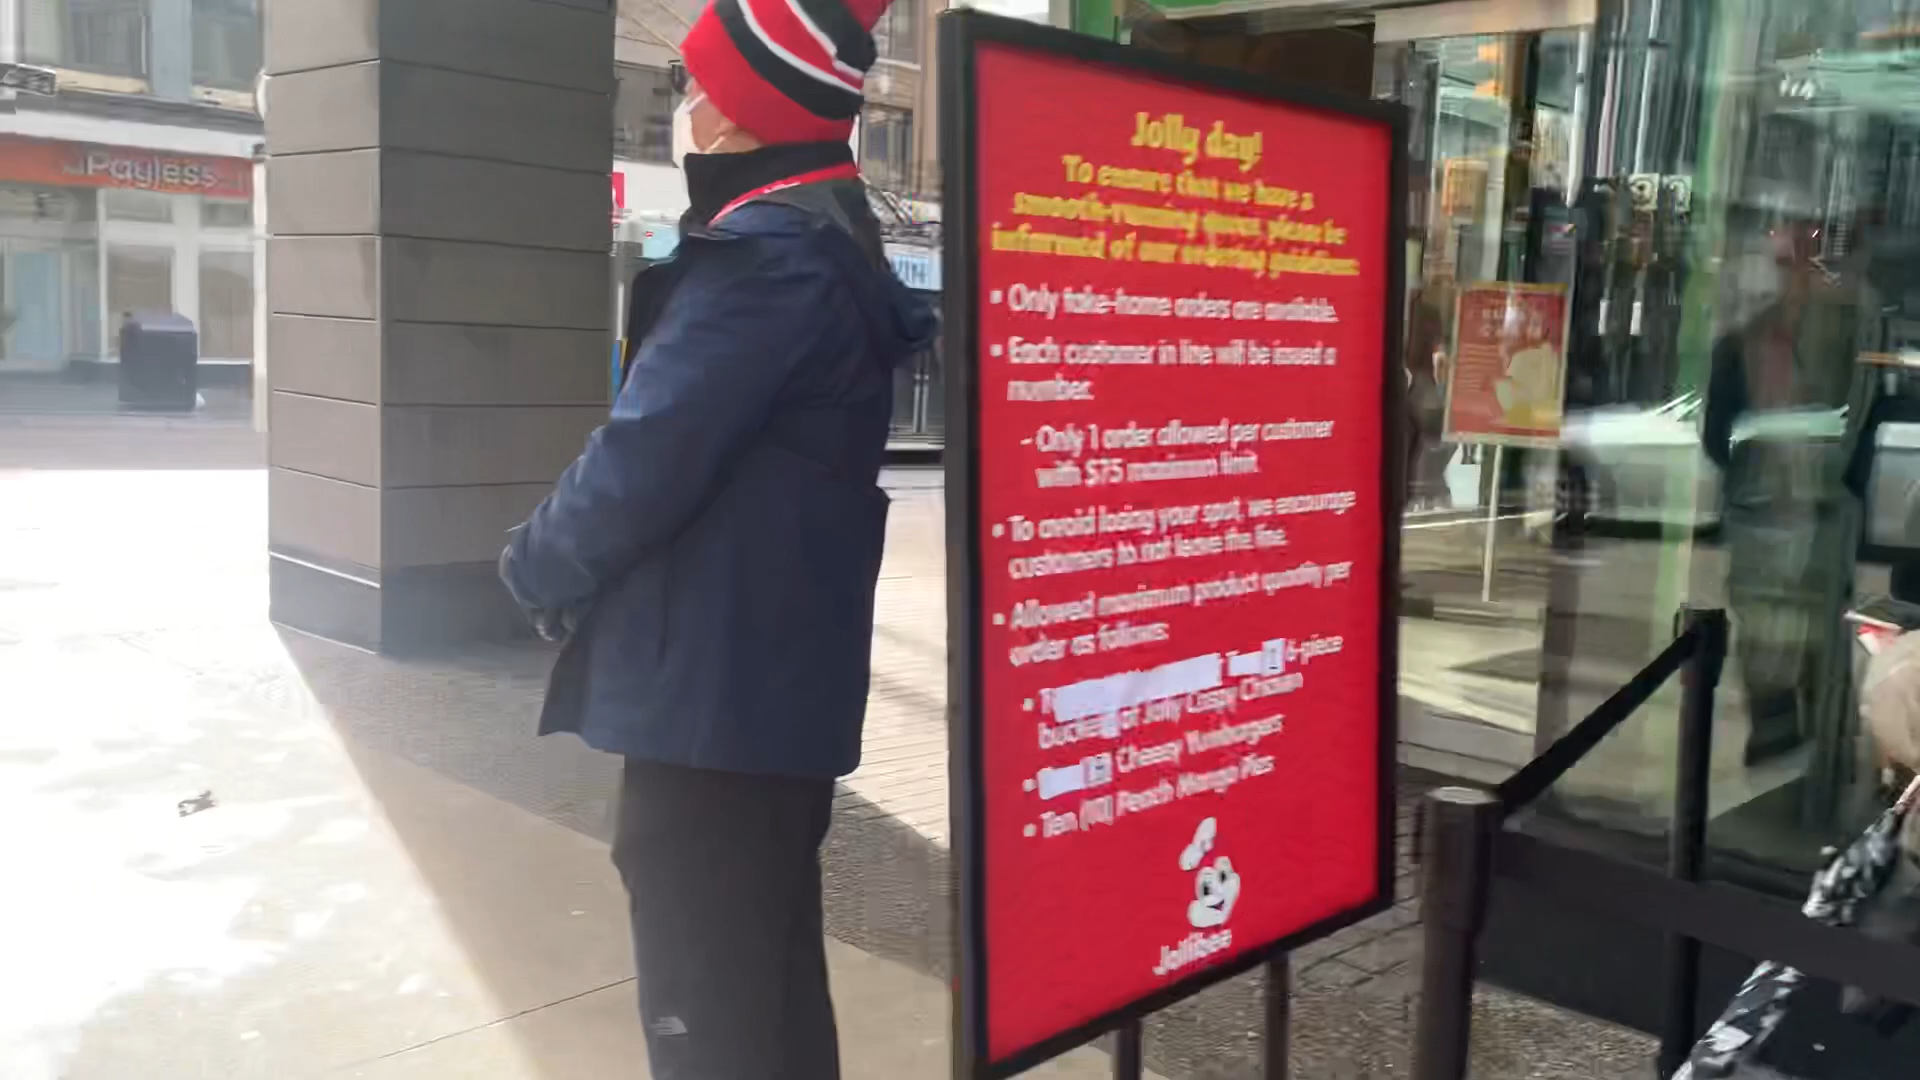 Payless
Jolly day!
To ensure that we have a
smooth-running queue, please be
informed of our ordering guidelines:
• Only take-home orders are available.
• Each customer in line will be issued a
number.
- Only 1 order allowed per customer
with $75 maximum limit.
• To avoid losing your spot, we encourage
customers to not leave the line.
• Allowed maximum product quantity per
order as follows:
• 6-piece
of Jolly Crispy Chicken
• Cheesy Yumburgers
• Ten (10) Peach Mango Pies
Jollibee